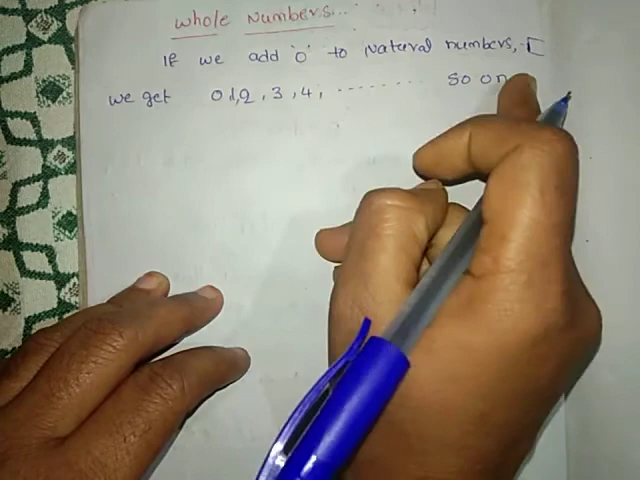 Whole Numbers...
If we add '0' to Natural numbers,
we get 0 1,2, 3, 4, ........ so on